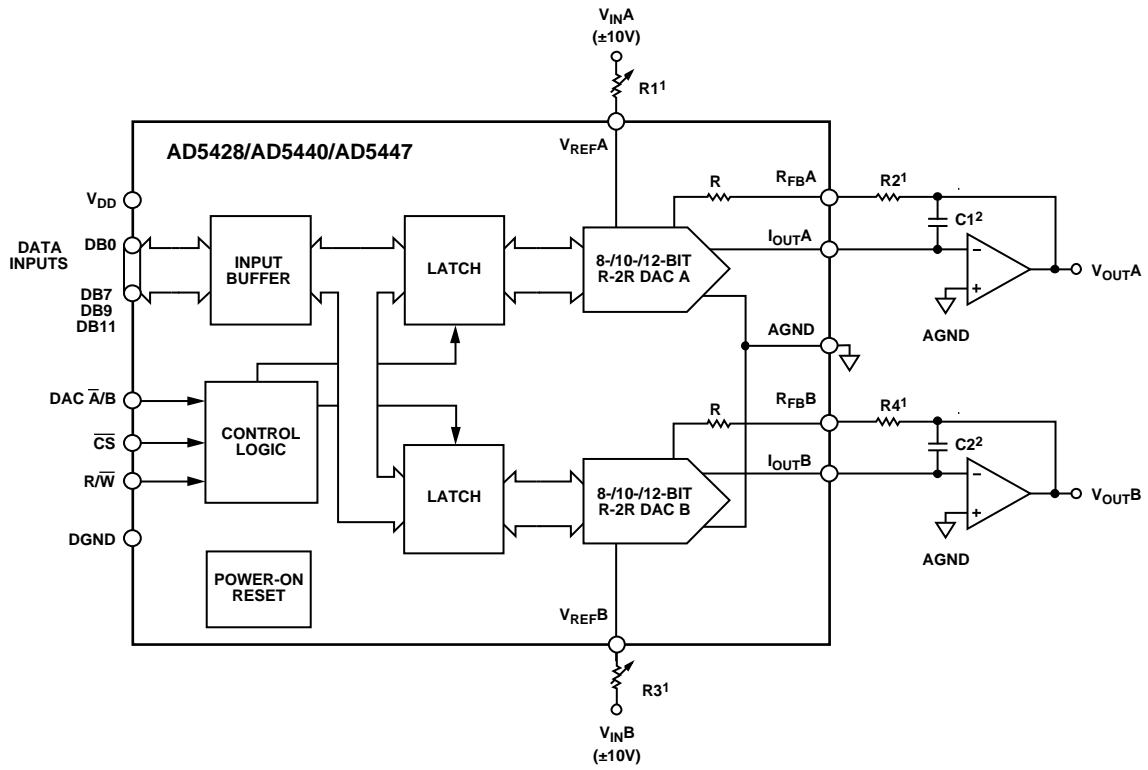 VINA
(±10V)
R1¹
VREFA
AD5428/AD5440/AD5447
R
RFBA
R2¹
VDD
C1²
DATA
INPUTS
DB0
INPUT
BUFFER
LATCH
8-/10-/12-BIT
R-2R DAC A
IOUTA
−
+
VOUTA
DB7
DB9
DB11
AGND
AGND
DAC A̅/B
C̅S̅
R/W̅
CONTROL
LOGIC
R
RFBB
R4¹
C2²
LATCH
8-/10-/12-BIT
R-2R DAC B
IOUTB
−
+
VOUTB
DGND
AGND
POWER-ON
RESET
VREFB
R3¹
VINB
(±10V)